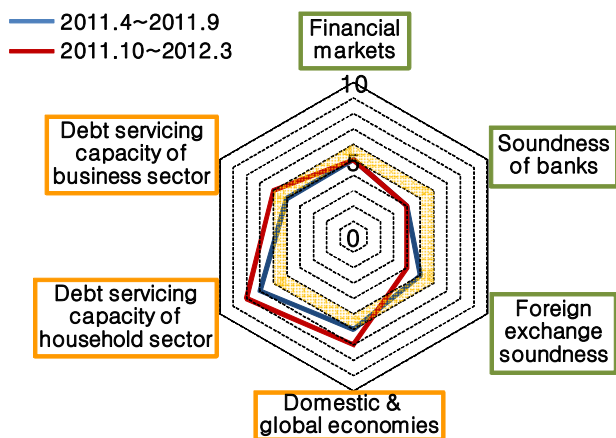 2011.4~2011.9
2011.10~2012.3
Financial
markets
10
Debt servicing
capacity of
business sector
Soundness
of banks
5
0
Debt servicing
capacity of
household sector
Foreign
exchange
soundness
Domestic &
global economies